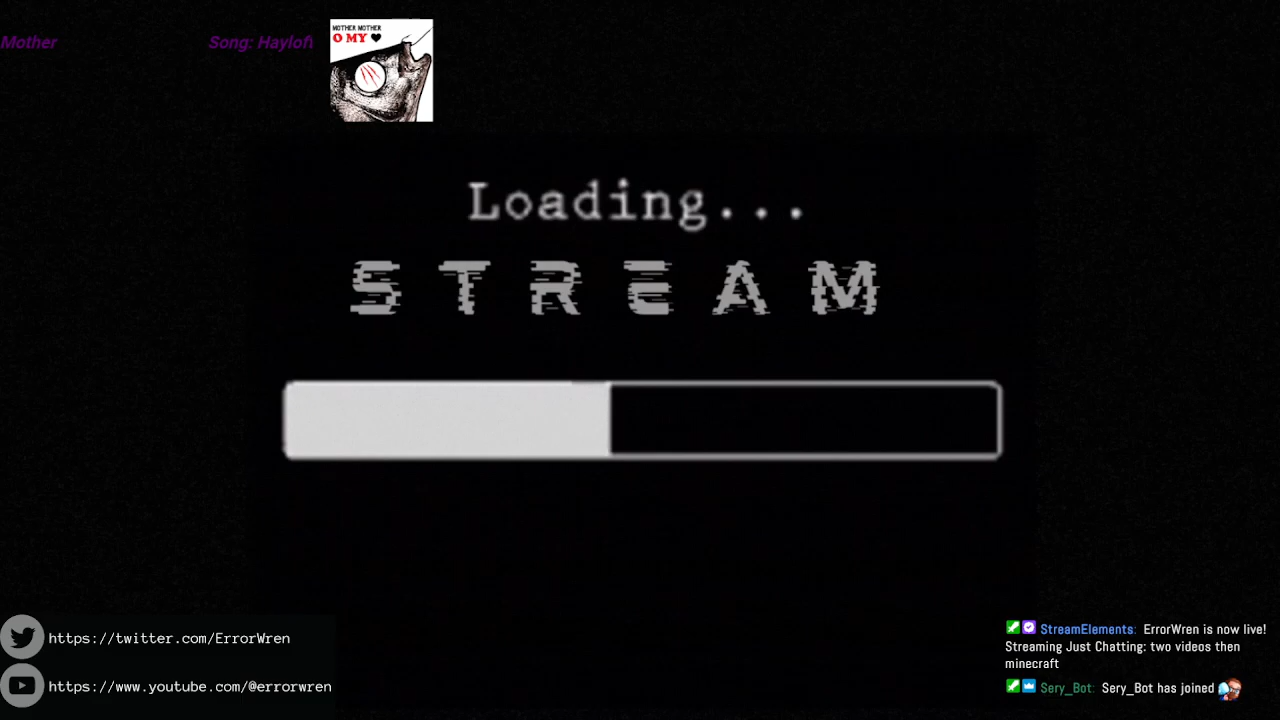 Mother
Song: Haylofi
MOTHER MOTHER
O MY
Loading...
STREAM
https://twitter.com/ErrorWren
https://www.youtube.com/@errorwren
StreamElements: ErrorWren is now live!
Streaming Just Chatting: two videos then
minecraft
Sery_Bot: Sery_Bot has joined